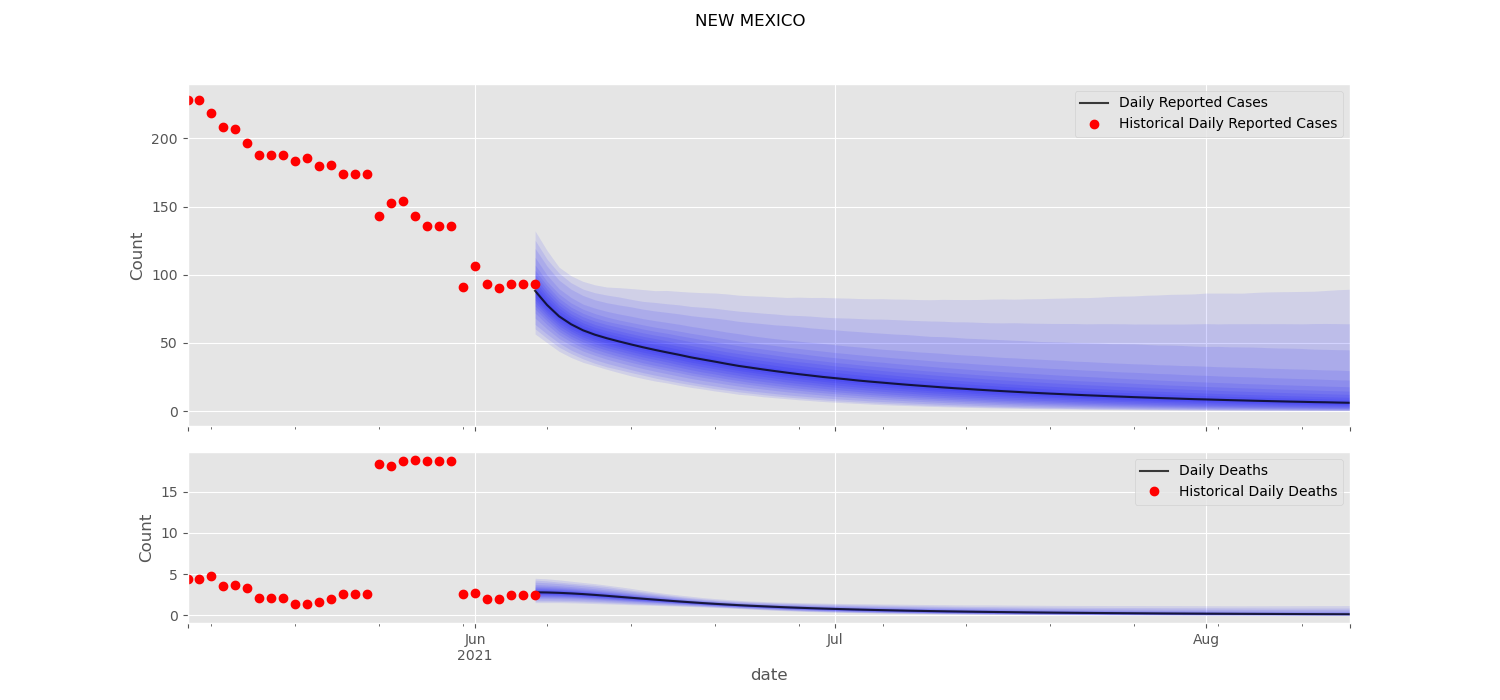 NEW MEXICO
Daily Reported Cases
Historical Daily Reported Cases
200
150
100
50
0
Count
Daily Deaths
Historical Daily Deaths
15
10
5
0
Count
Jun
2021
Jul
Aug
date